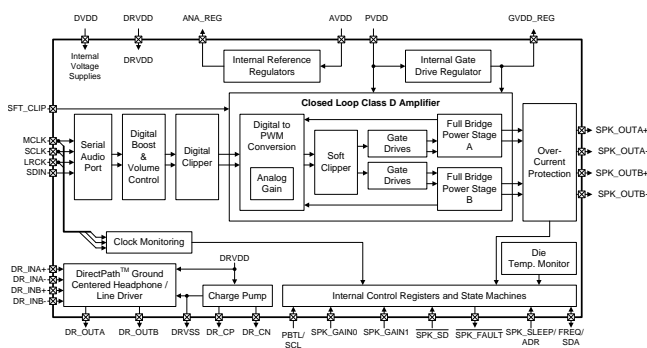 DVDD
DRVDD
ANA_REG
AVDD
PVDD
GVDD_REG
Internal
Voltage
Supplies
DRVDD
Internal Reference
Regulators
Internal Gate
Drive Regulator
SFT_CLIP
Closed Loop Class D Amplifier
MCLK
SCLK
LRCK
SDIN
Serial
Audio
Port
Digital
Boost
&
Volume
Control
Digital
Clipper
Digital to
PWM
Conversion
Analog
Gain
Soft
Clipper
Gate
Drives
Gate
Drives
Full Bridge
Power Stage
A
Full Bridge
Power Stage
B
Over-
Current
Protection
SPK_OUTA+
SPK_OUTA-
SPK_OUTB+
SPK_OUTB-
Clock Monitoring
Die
Temp. Monitor
DR_INA+
DR_INA-
DR_INB+
DR_INB-
DirectPath™ Ground
Centered Headphone /
Line Driver
DRVDD
Charge Pump
Internal Control Registers and State Machines
DR_OUTA
DR_OUTB
DRVSS
DR_CP
DR_CN
PBTL/
SCL
SPK_GAIN0
SPK_GAIN1
SPK_SD
SPK_FAULT
SPK_SLEEP/
ADR
FREQ/
SDA